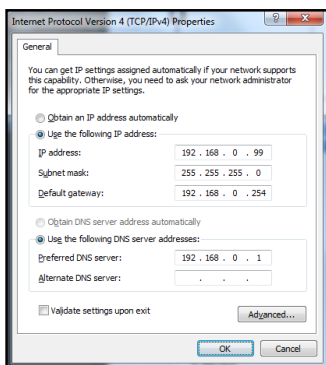 Internet Protocol Version 4 (TCP/IPv4) Properties
General
You can get IP settings assigned automatically if your network supports
this capability. Otherwise, you need to ask your network administrator
for the appropriate IP settings.
Obtain an IP address automatically
Use the following IP address:
IP address: 192 . 168 . 0 . 99
Subnet mask: 255 . 255 . 255 . 0
Default gateway: 192 . 168 . 0 . 254
Obtain DNS server address automatically
Use the following DNS server addresses:
Preferred DNS server: 192 . 168 . 0 . 1
Alternate DNS server: . . .
Validate settings upon exit
Advanced...
OK Cancel